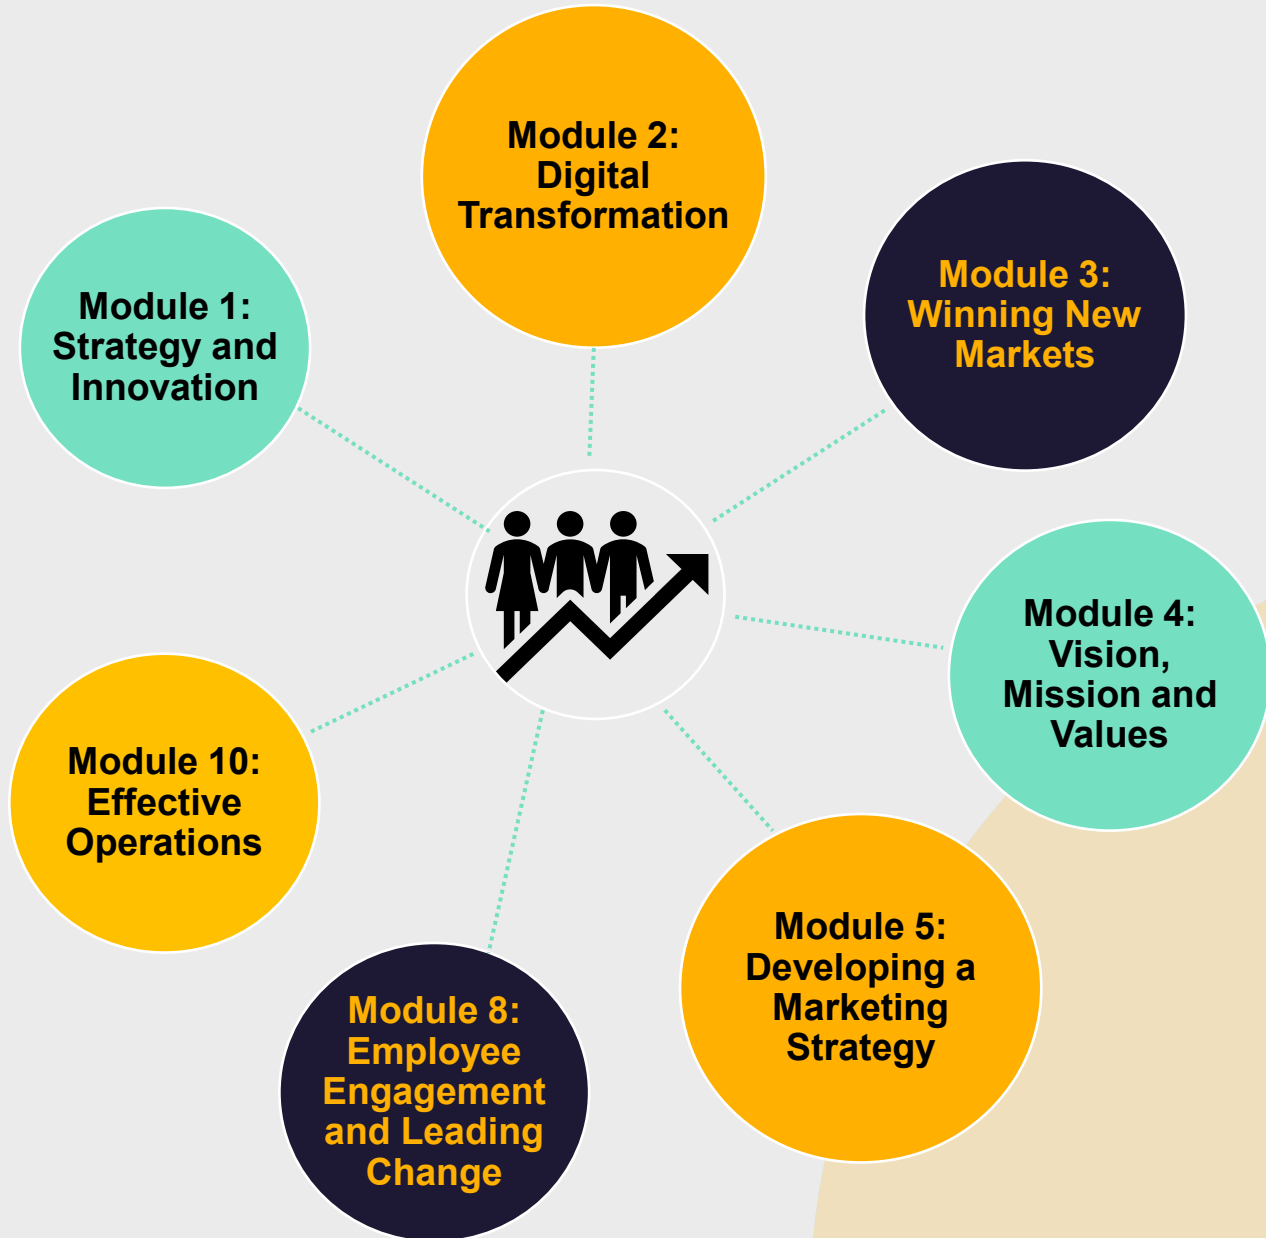 Module 1:
Strategy and
Innovation
Module 2:
Digital
Transformation
Module 3:
Winning New
Markets
Module 4:
Vision,
Mission and
Values
Module 5:
Developing a
Marketing
Strategy
Module 8:
Employee
Engagement
and Leading
Change
Module 10:
Effective
Operations